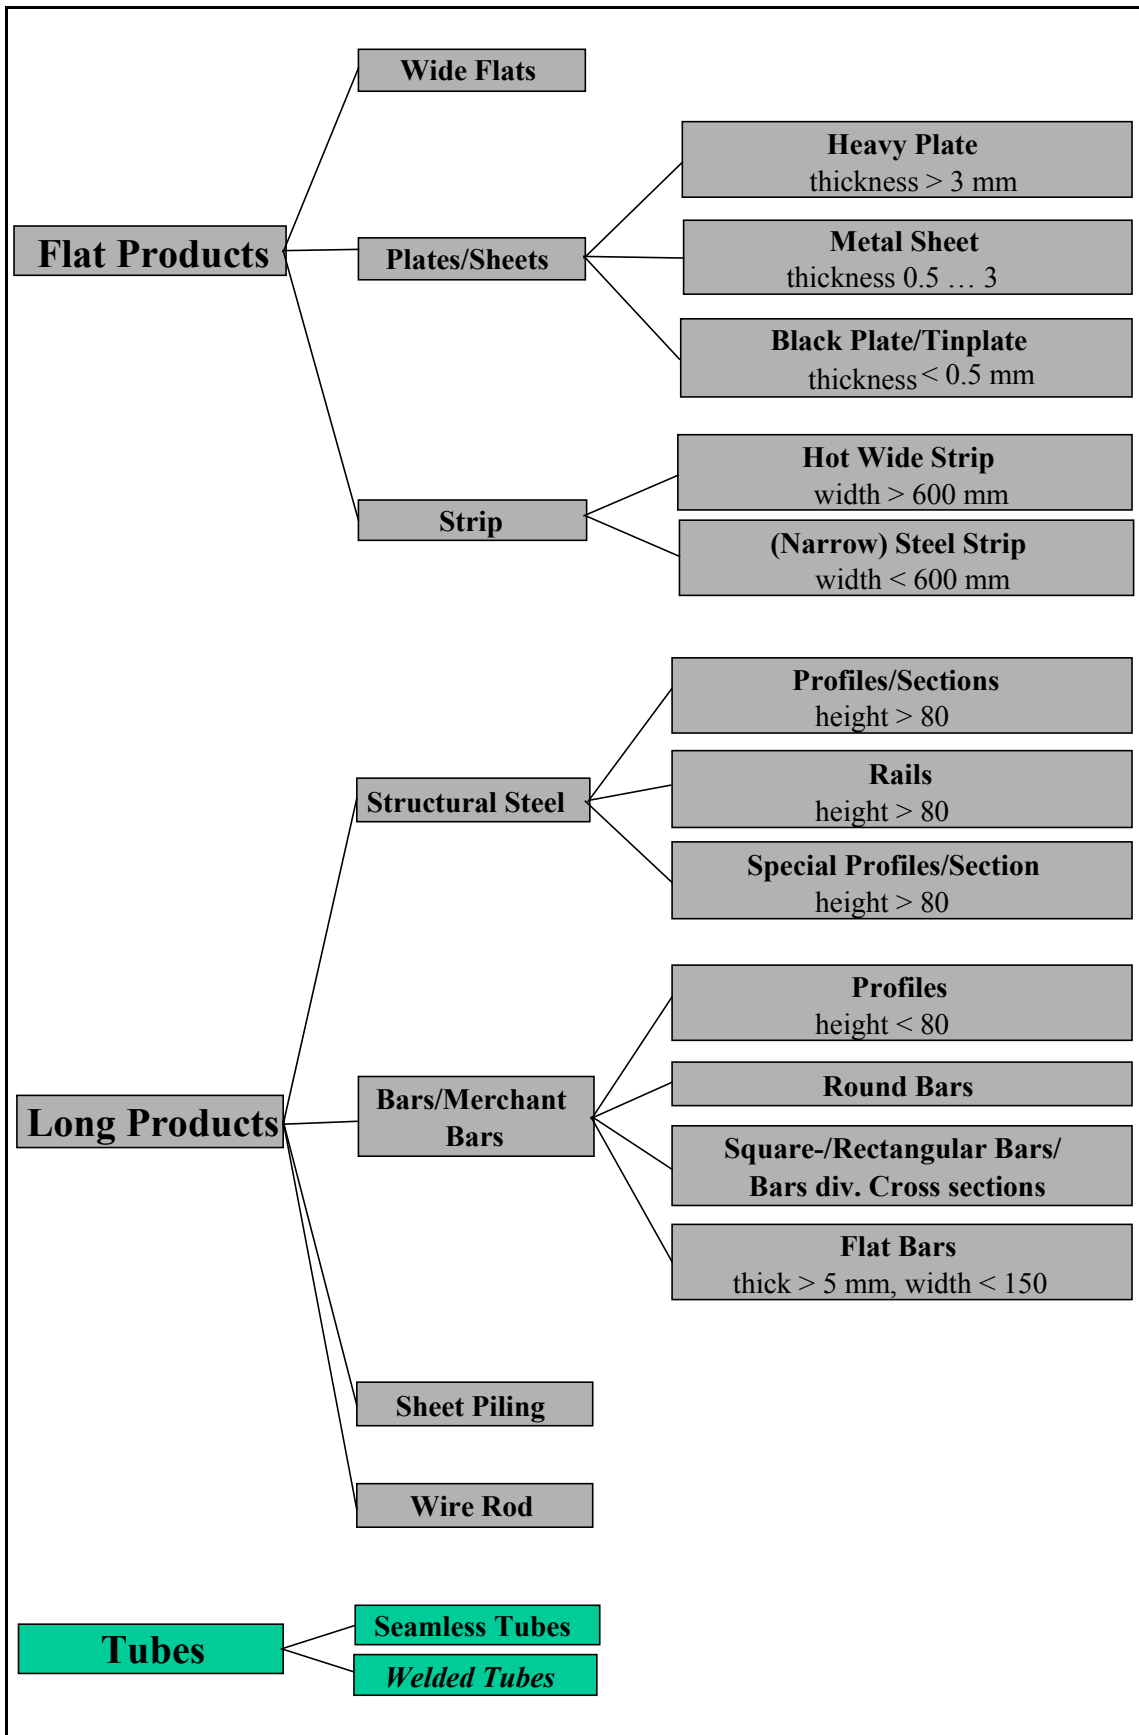 Wide Flats
Heavy Plate
thickness > 3 mm
Flat Products
Plates/Sheets
Metal Sheet
thickness 0.5 … 3
Black Plate/Tinplate
thickness < 0.5 mm
Strip
Hot Wide Strip
width > 600 mm
(Narrow) Steel Strip
width < 600 mm
Profiles/Sections
height > 80
Structural Steel
Rails
height > 80
Special Profiles/Section
height > 80
Profiles
height < 80
Long Products
Bars/Merchant
Bars
Round Bars
Square-/Rectangular Bars/
Bars div. Cross sections
Flat Bars
thick > 5 mm, width < 150
Sheet Piling
Wire Rod
Tubes
Seamless Tubes
Welded Tubes